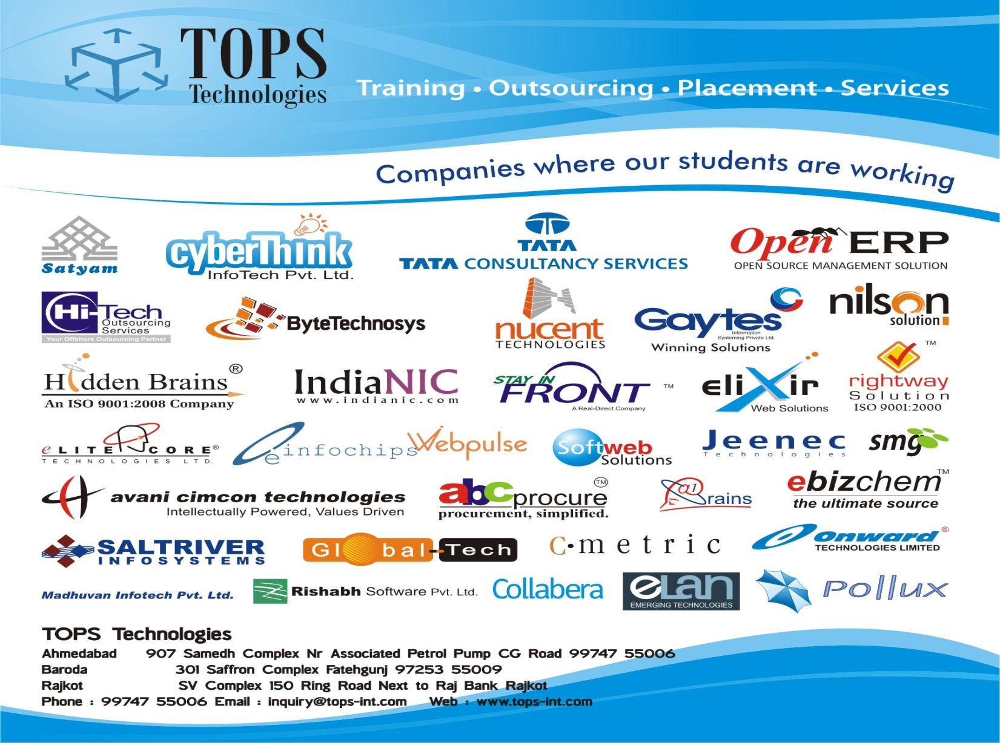 TOPS
Technologies
Training • Outsourcing • Placement • Services
Companies where our students are working
Satyam
cyberThink
InfoTech Pvt. Ltd.
TATA
TATA CONSULTANCY SERVICES
Open ERP
OPEN SOURCE MANAGEMENT SOLUTION
Hi-Tech
Outsourcing
Services
Your Offshore Outsourcing Partner
ByteTechnosys
nucent
TECHNOLOGIES
Gaytes
Information
Systeming Private Ltd.
Winning Solutions
nilson
solution
Hidden Brains ®
An ISO 9001:2008 Company
IndiaNIC
www.indianic.com
STAY IN
FRONT ™
A Real-Direct Company
eliXir
Web Solutions
™
rightway
Solution
ISO 9001:2000
eLITECORE®
TECHNOLOGIES LTD.
einfochips
Webpulse
Softweb
Solutions
Jeenec
Technologies
smg
avani cimcon technologies
Intellectually Powered, Values Driven
abcprocure ™
procurement, simplified.
@1
Brains
ebizchem™
the ultimate source
SALTRIVER
INFOSYSTEMS
Global-Tech
C·metric
Onward®
TECHNOLOGIES LIMITED
Madhuvan Infotech Pvt. Ltd.
Rishabh Software Pvt. Ltd.
Collabera
eLan
EMERGING TECHNOLOGIES
Pollux
TOPS Technologies
Ahmedabad 907 Samedh Complex Nr Associated Petrol Pump CG Road 99747 55006
Baroda 301 Saffron Complex Fatehgunj 97253 55009
Rajkot SV Complex 150 Ring Road Next to Raj Bank Rajkot
Phone : 99747 55006 Email : inquiry@tops-int.com Web : www.tops-int.com